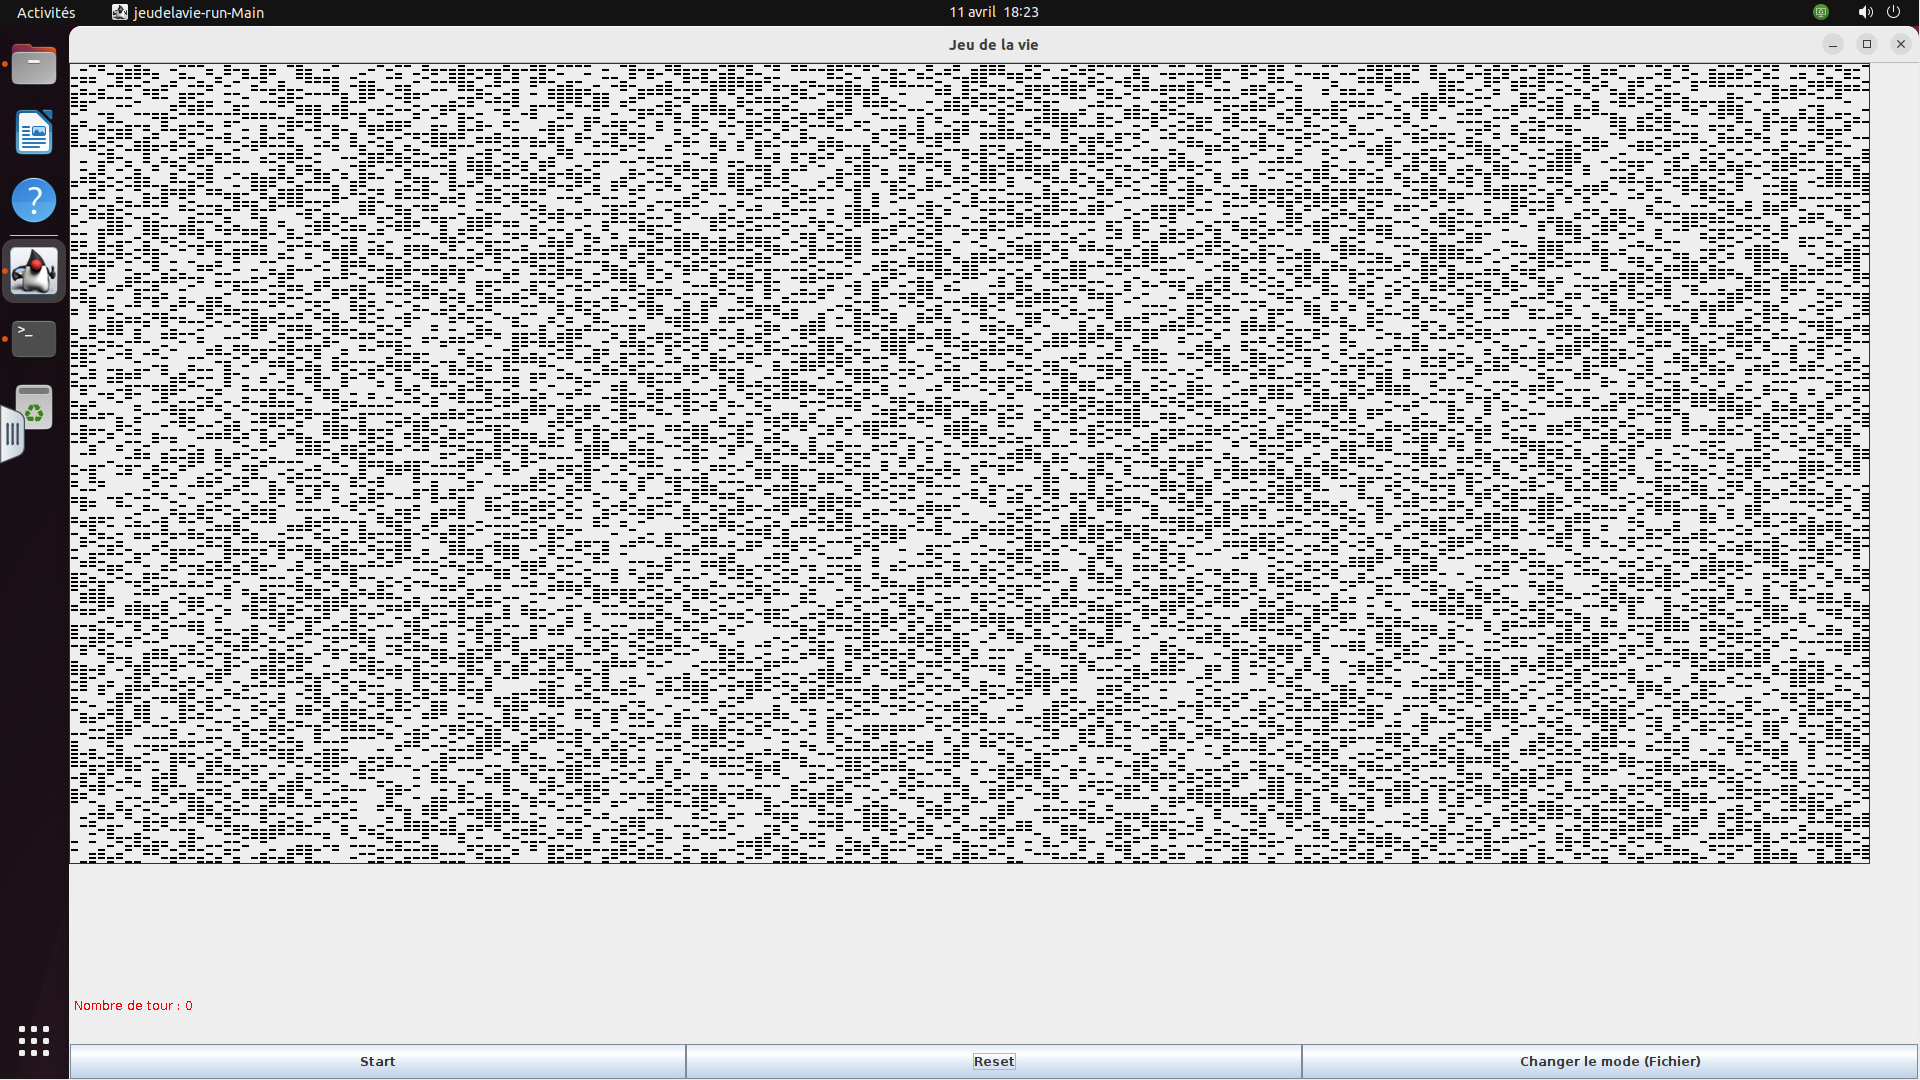 Activités
jeudelavie-run-Main
11 avril 18:23
Jeu de la vie
Nombre de tour : 0
Start
Reset
Changer le mode (Fichier)